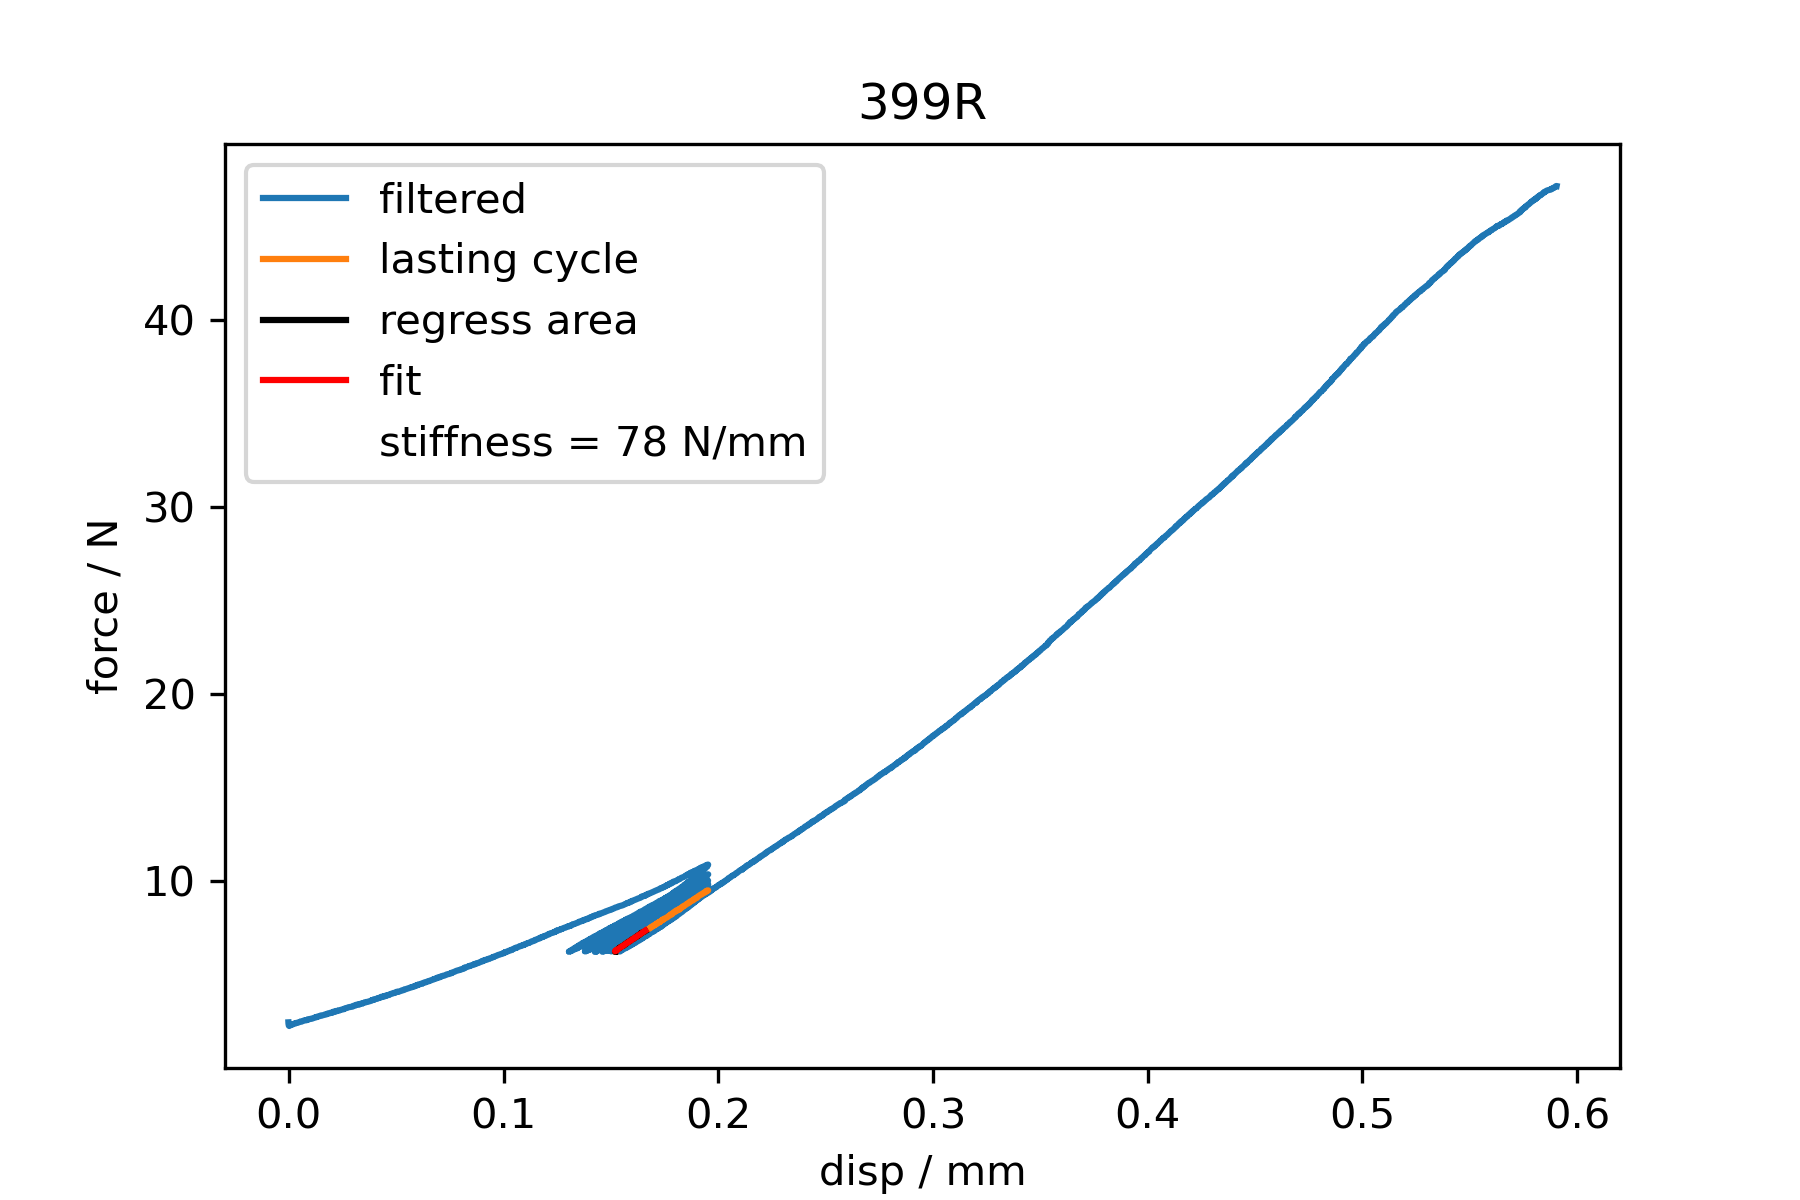 399R
filtered
lasting cycle
regress area
fit
stiffness = 78 N/mm
force / N
40
30
20
10
0.0 0.1 0.2 0.3 0.4 0.5 0.6
disp / mm